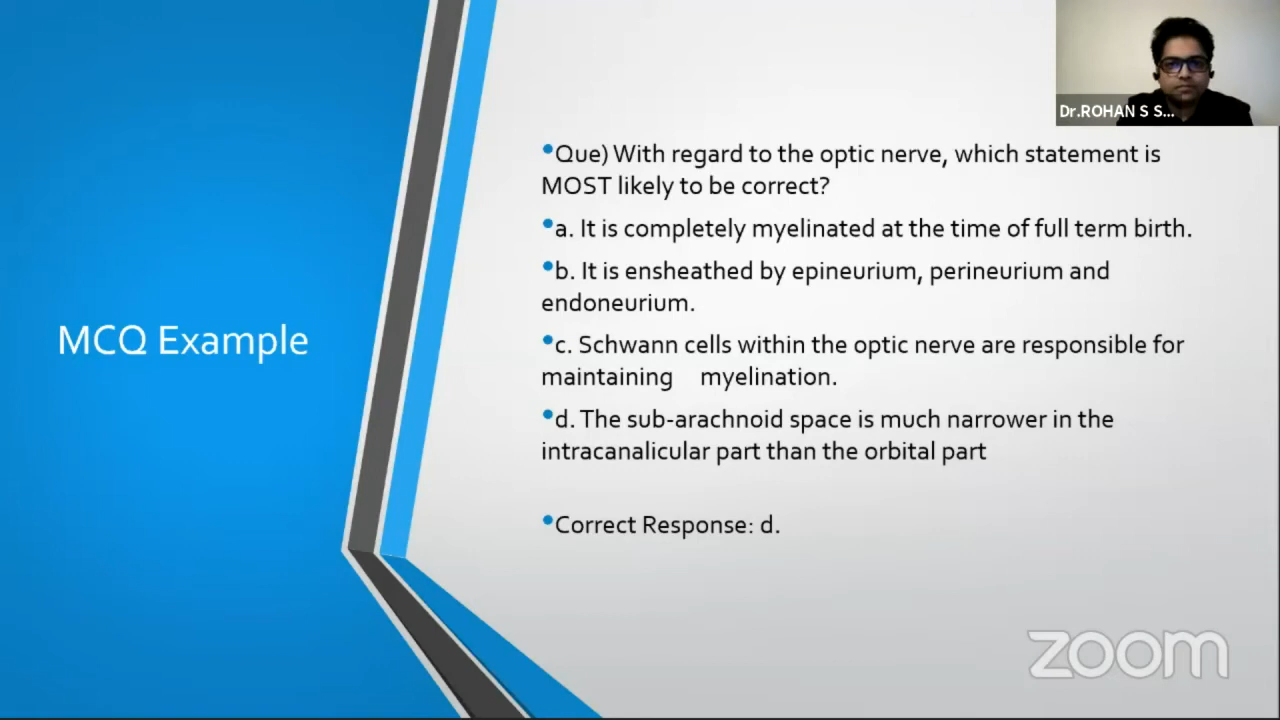 Dr.ROHAN S S...
•Que) With regard to the optic nerve, which statement is
MOST likely to be correct?
•a. It is completely myelinated at the time of full term birth.
•b. It is ensheathed by epineurium, perineurium and
endoneurium.
MCQ Example
•c. Schwann cells within the optic nerve are responsible for
maintaining    myelination.
•d. The sub-arachnoid space is much narrower in the
intracanalicular part than the orbital part
•Correct Response: d.
zoom